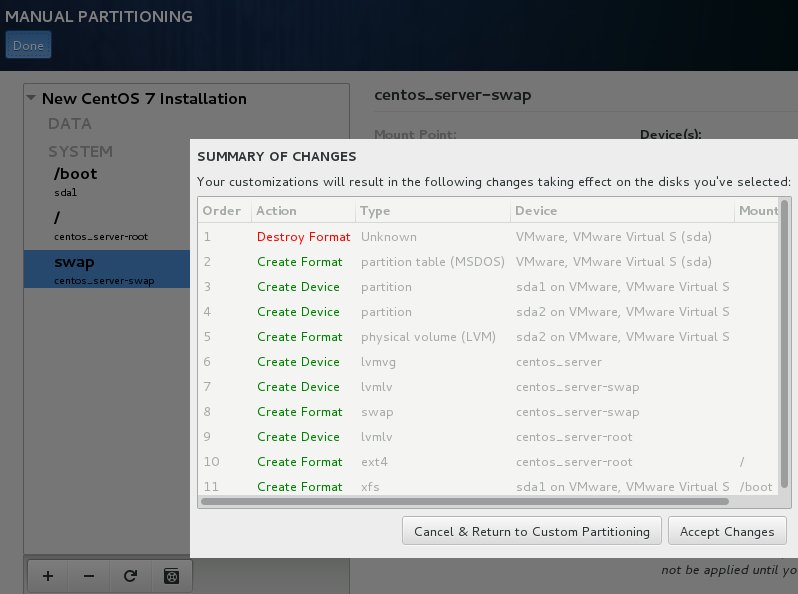 MANUAL PARTITIONING
Done
New CentOS 7 Installation
DATA
SYSTEM
/boot
sda1
/
centos_server-root
swap
centos_server-swap
centos_server-swap
Mount Point:
Device(s):
SUMMARY OF CHANGES
Your customizations will result in the following changes taking effect on the disks you've selected:
Order Action Type Device Mount
1 Destroy Format Unknown VMware, VMware Virtual S (sda)
2 Create Format partition table (MSDOS) VMware, VMware Virtual S (sda)
3 Create Device partition sda1 on VMware, VMware Virtual S
4 Create Device partition sda2 on VMware, VMware Virtual S
5 Create Format physical volume (LVM) sda2 on VMware, VMware Virtual S
6 Create Device lvmvg centos_server
7 Create Device lvmlv centos_server-swap
8 Create Format swap centos_server-swap
9 Create Device lvmlv centos_server-root
10 Create Format ext4 centos_server-root /
11 Create Format xfs sda1 on VMware, VMware Virtual S /boot
Cancel & Return to Custom Partitioning
Accept Changes
not be applied until yo